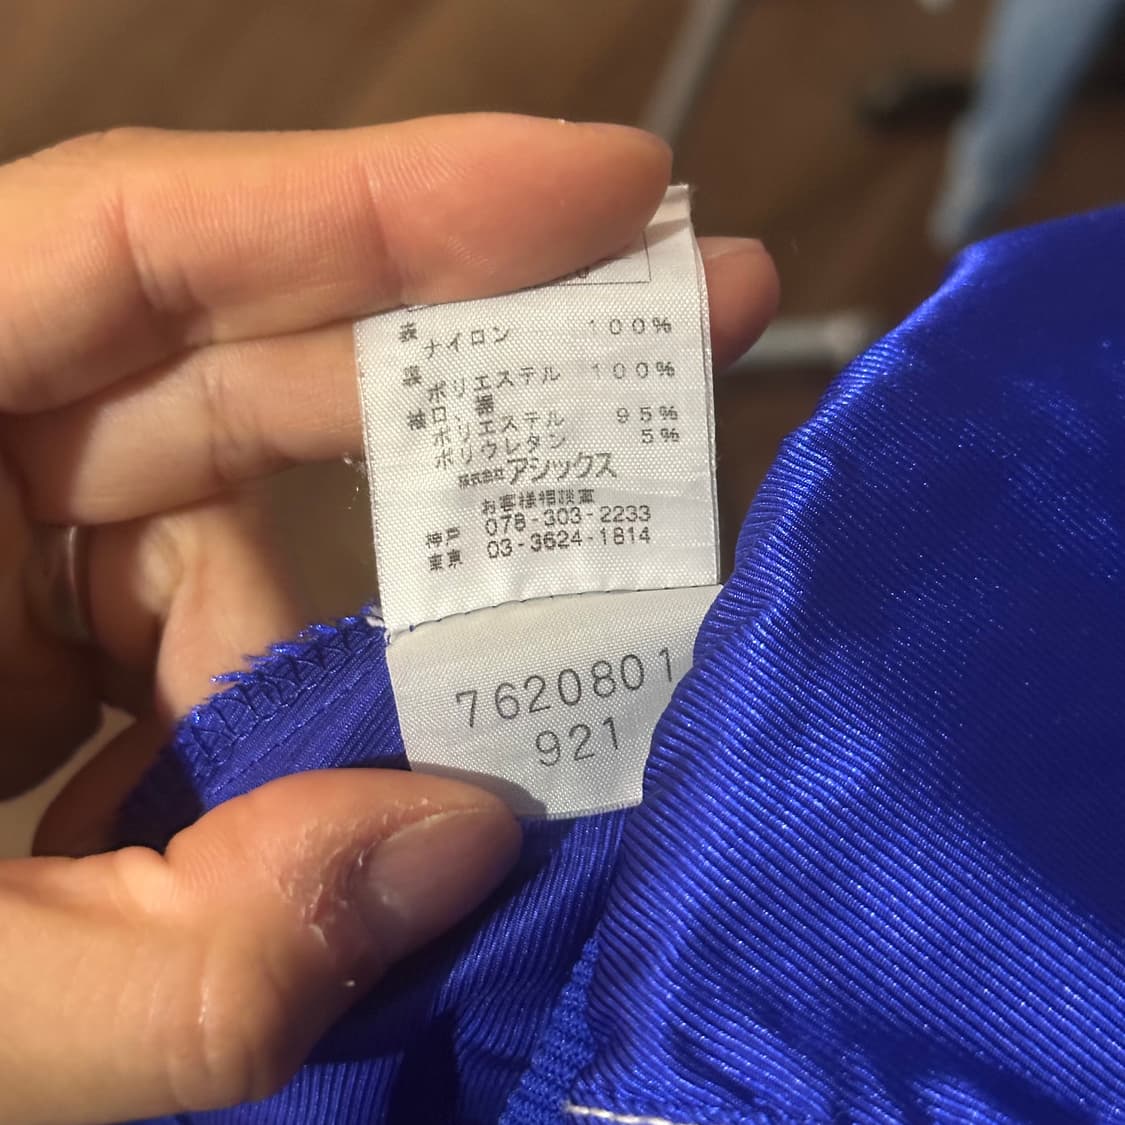 表
ナイロン 100%
裏
ポリエステル 100%
袖口裾
ポリエステル 95%
ポリウレタン 5%
株式会社アシックス
お客様相談室
神戸 078-303-2233
東京 03-3624-1814
7620801
921